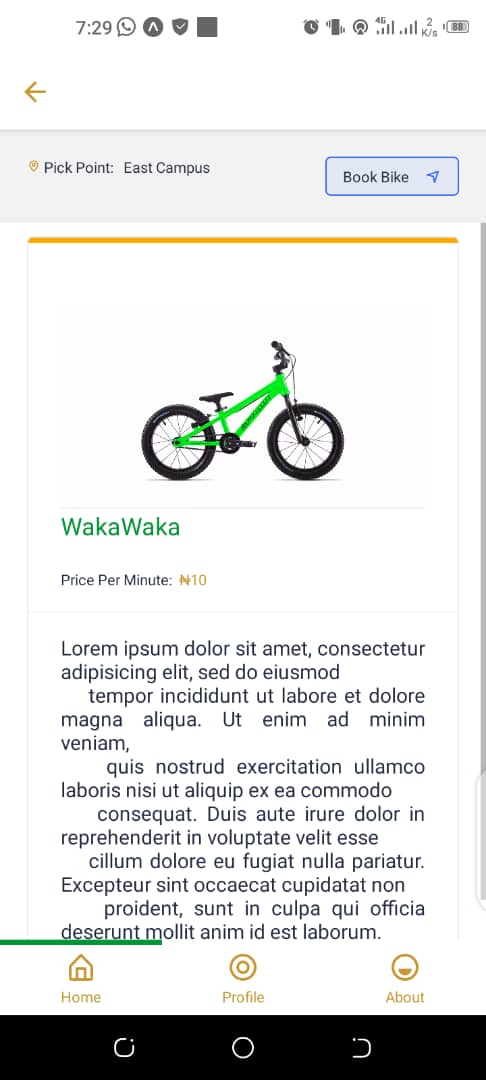 7:29
4G
2
K/s
88
Pick Point: East Campus
Book Bike
WakaWaka
Price Per Minute: ₦10
Lorem ipsum dolor sit amet, consectetur
adipisicing elit, sed do eiusmod
tempor incididunt ut labore et dolore
magna aliqua. Ut enim ad minim
veniam,
quis nostrud exercitation ullamco
laboris nisi ut aliquip ex ea commodo
consequat. Duis aute irure dolor in
reprehenderit in voluptate velit esse
cillum dolore eu fugiat nulla pariatur.
Excepteur sint occaecat cupidatat non
proident, sunt in culpa qui officia
deserunt mollit anim id est laborum.
Home
Profile
About